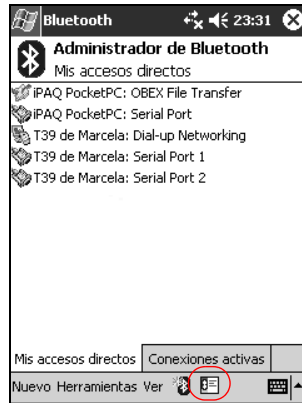 Bluetooth 23:31
Administrador de Bluetooth
Mis accesos directos
iPAQ PocketPC: OBEX File Transfer
iPAQ PocketPC: Serial Port
T39 de Marcela: Dial-up Networking
T39 de Marcela: Serial Port 1
T39 de Marcela: Serial Port 2
Mis accesos directos Conexiones activas
Nuevo Herramientas Ver